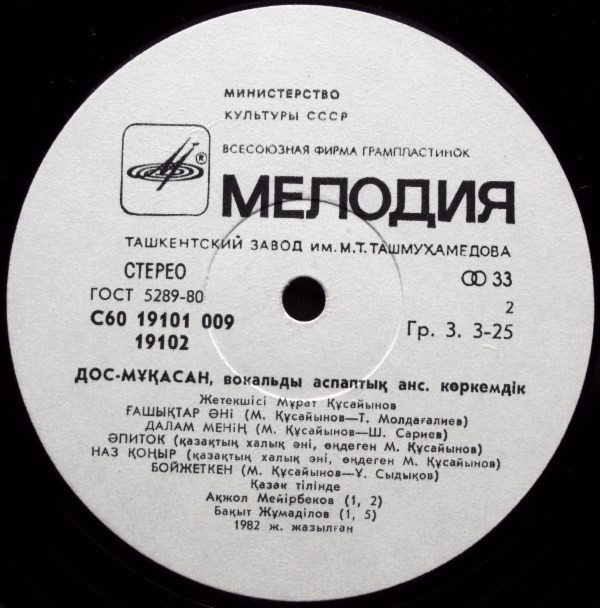 МИНИСТЕРСТВО
КУЛЬТУРЫ СССР
ВСЕСОЮЗНАЯ ФИРМА ГРАМПЛАСТИНОК
®
МЕЛОДИЯ
ТАШКЕНТСКИЙ ЗАВОД ИМ. М.Т. ТАШМУХАМЕДОВА
СТЕРЕО
33
ГОСТ 5289-80
2
С60 19101 009
Гр. 3. 3-25
19102
ДОС-МҰҚАСАН, вокальды аспаптық анс. көркемдік
Жетекшісі Мұрат Құсайынов
ҒАШЫҚТАР ӘНІ (М. Құсайынов—Т. Молдағалиев)
ДАЛАМ МЕНІҢ (М. Құсайынов—Ш. Сариев)
ӘПИТОК (қазақтың халық әні, өңдеген М. Құсайынов)
НАЗ ҚОҢЫР (қазақтың халық әні, өңдеген М. Құсайынов)
БОЙЖЕТКЕН (М. Құсайынов—Ұ. Сыдықов)
Қазак тілінде
Ақжол Мейірбеков (1, 2)
Бақыт Жұмаділов (1, 5)
1982 ж. жазылған